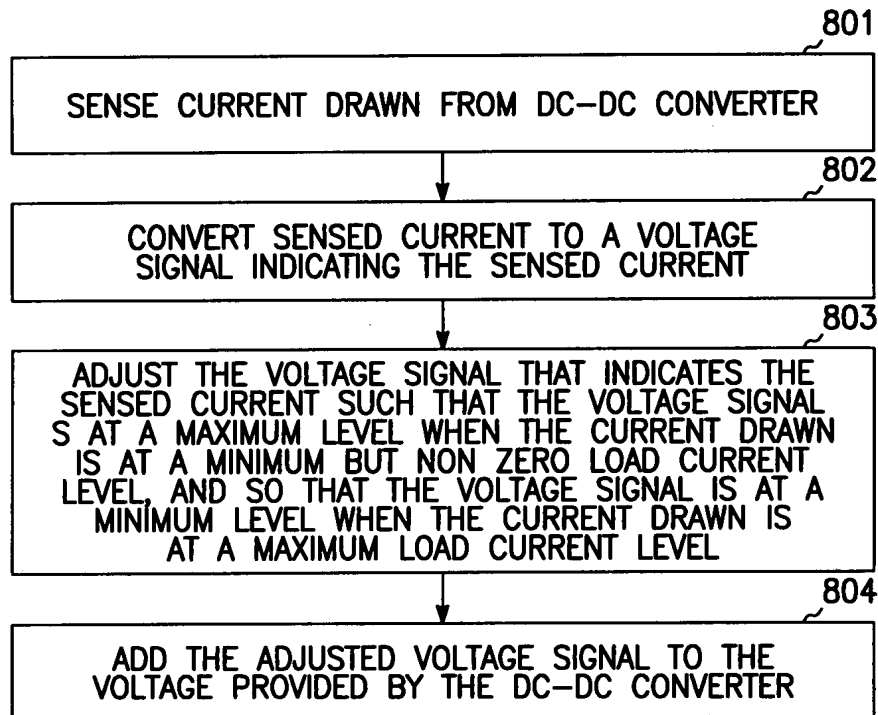 801
SENSE CURRENT DRAWN FROM DC-DC CONVERTER
802
CONVERT SENSED CURRENT TO A VOLTAGE
SIGNAL INDICATING THE SENSED CURRENT
803
ADJUST THE VOLTAGE SIGNAL THAT INDICATES THE
SENSED CURRENT SUCH THAT THE VOLTAGE SIGNAL
S AT A MAXIMUM LEVEL WHEN THE CURRENT DRAWN
IS AT A MINIMUM BUT NON ZERO LOAD CURRENT
LEVEL, AND SO THAT THE VOLTAGE SIGNAL IS AT A
MINIMUM LEVEL WHEN THE CURRENT DRAWN IS
AT A MAXIMUM LOAD CURRENT LEVEL
804
ADD THE ADJUSTED VOLTAGE SIGNAL TO THE
VOLTAGE PROVIDED BY THE DC-DC CONVERTER